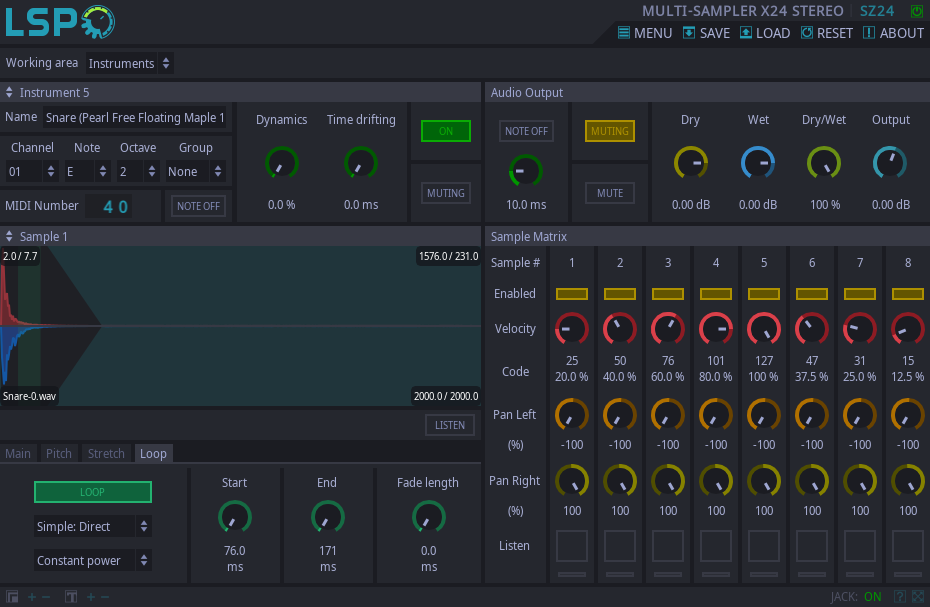 LSP
MULTI-SAMPLER X24 STEREO SZ24
MENU SAVE LOAD RESET ABOUT
Working area Instruments
Instrument 5
Name Snare (Pearl Free Floating Maple 1
Channel Note Octave Group
01 E 2 None
MIDI Number 40 NOTE OFF
Dynamics Time drifting
0.0 % 0.0 ms
ON
MUTING
Audio Output
NOTE OFF
10.0 ms
MUTING
MUTE
Dry Wet Dry/Wet Output
0.00 dB 0.00 dB 100 % 0.00 dB
Sample 1
2.0 / 7.7 1576.0 / 231.0
Snare-0.wav 2000.0 / 2000.0
LISTEN
Main Pitch Stretch Loop
LOOP
Simple: Direct
Constant power
Start End Fade length
76.0 171 0.0
ms ms ms
Sample Matrix
Sample # 1 2 3 4 5 6 7 8
Enabled
Velocity
Code
25 50 76 101 127 47 31 15
20.0 % 40.0 % 60.0 % 80.0 % 100 % 37.5 % 25.0 % 12.5 %
Pan Left
(%) -100 -100 -100 -100 -100 -100 -100 -100
Pan Right
(%) 100 100 100 100 100 100 100 100
Listen
+ − T + − JACK: ON ?